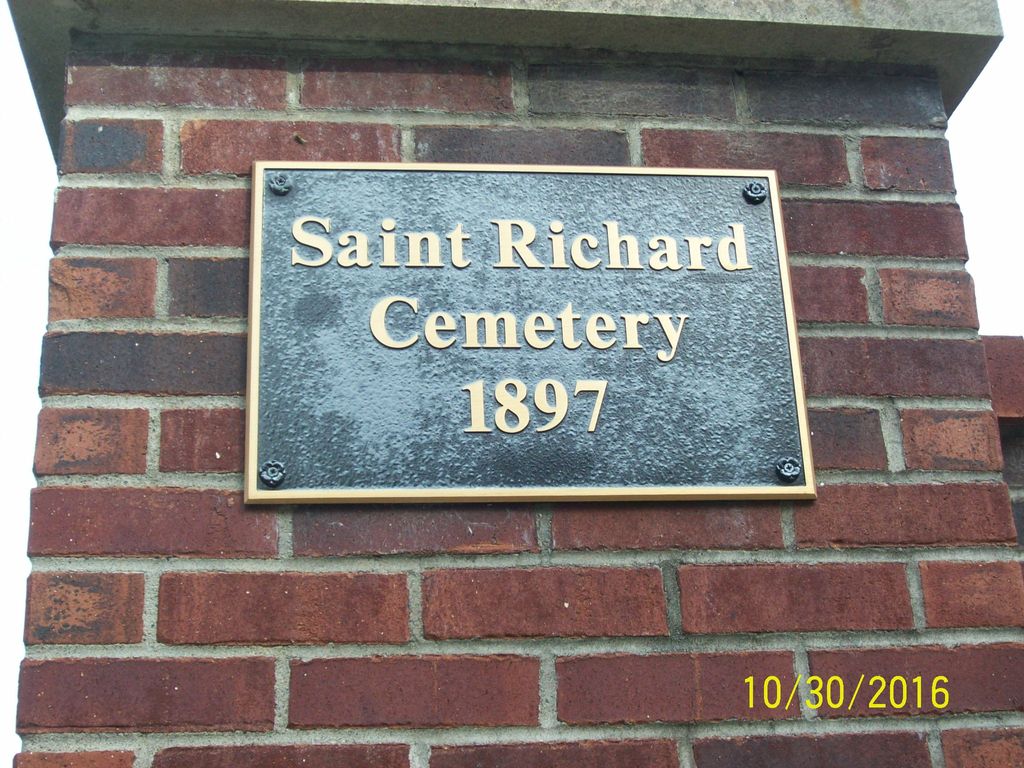 Saint Richard
Cemetery
1897
10/30/2016